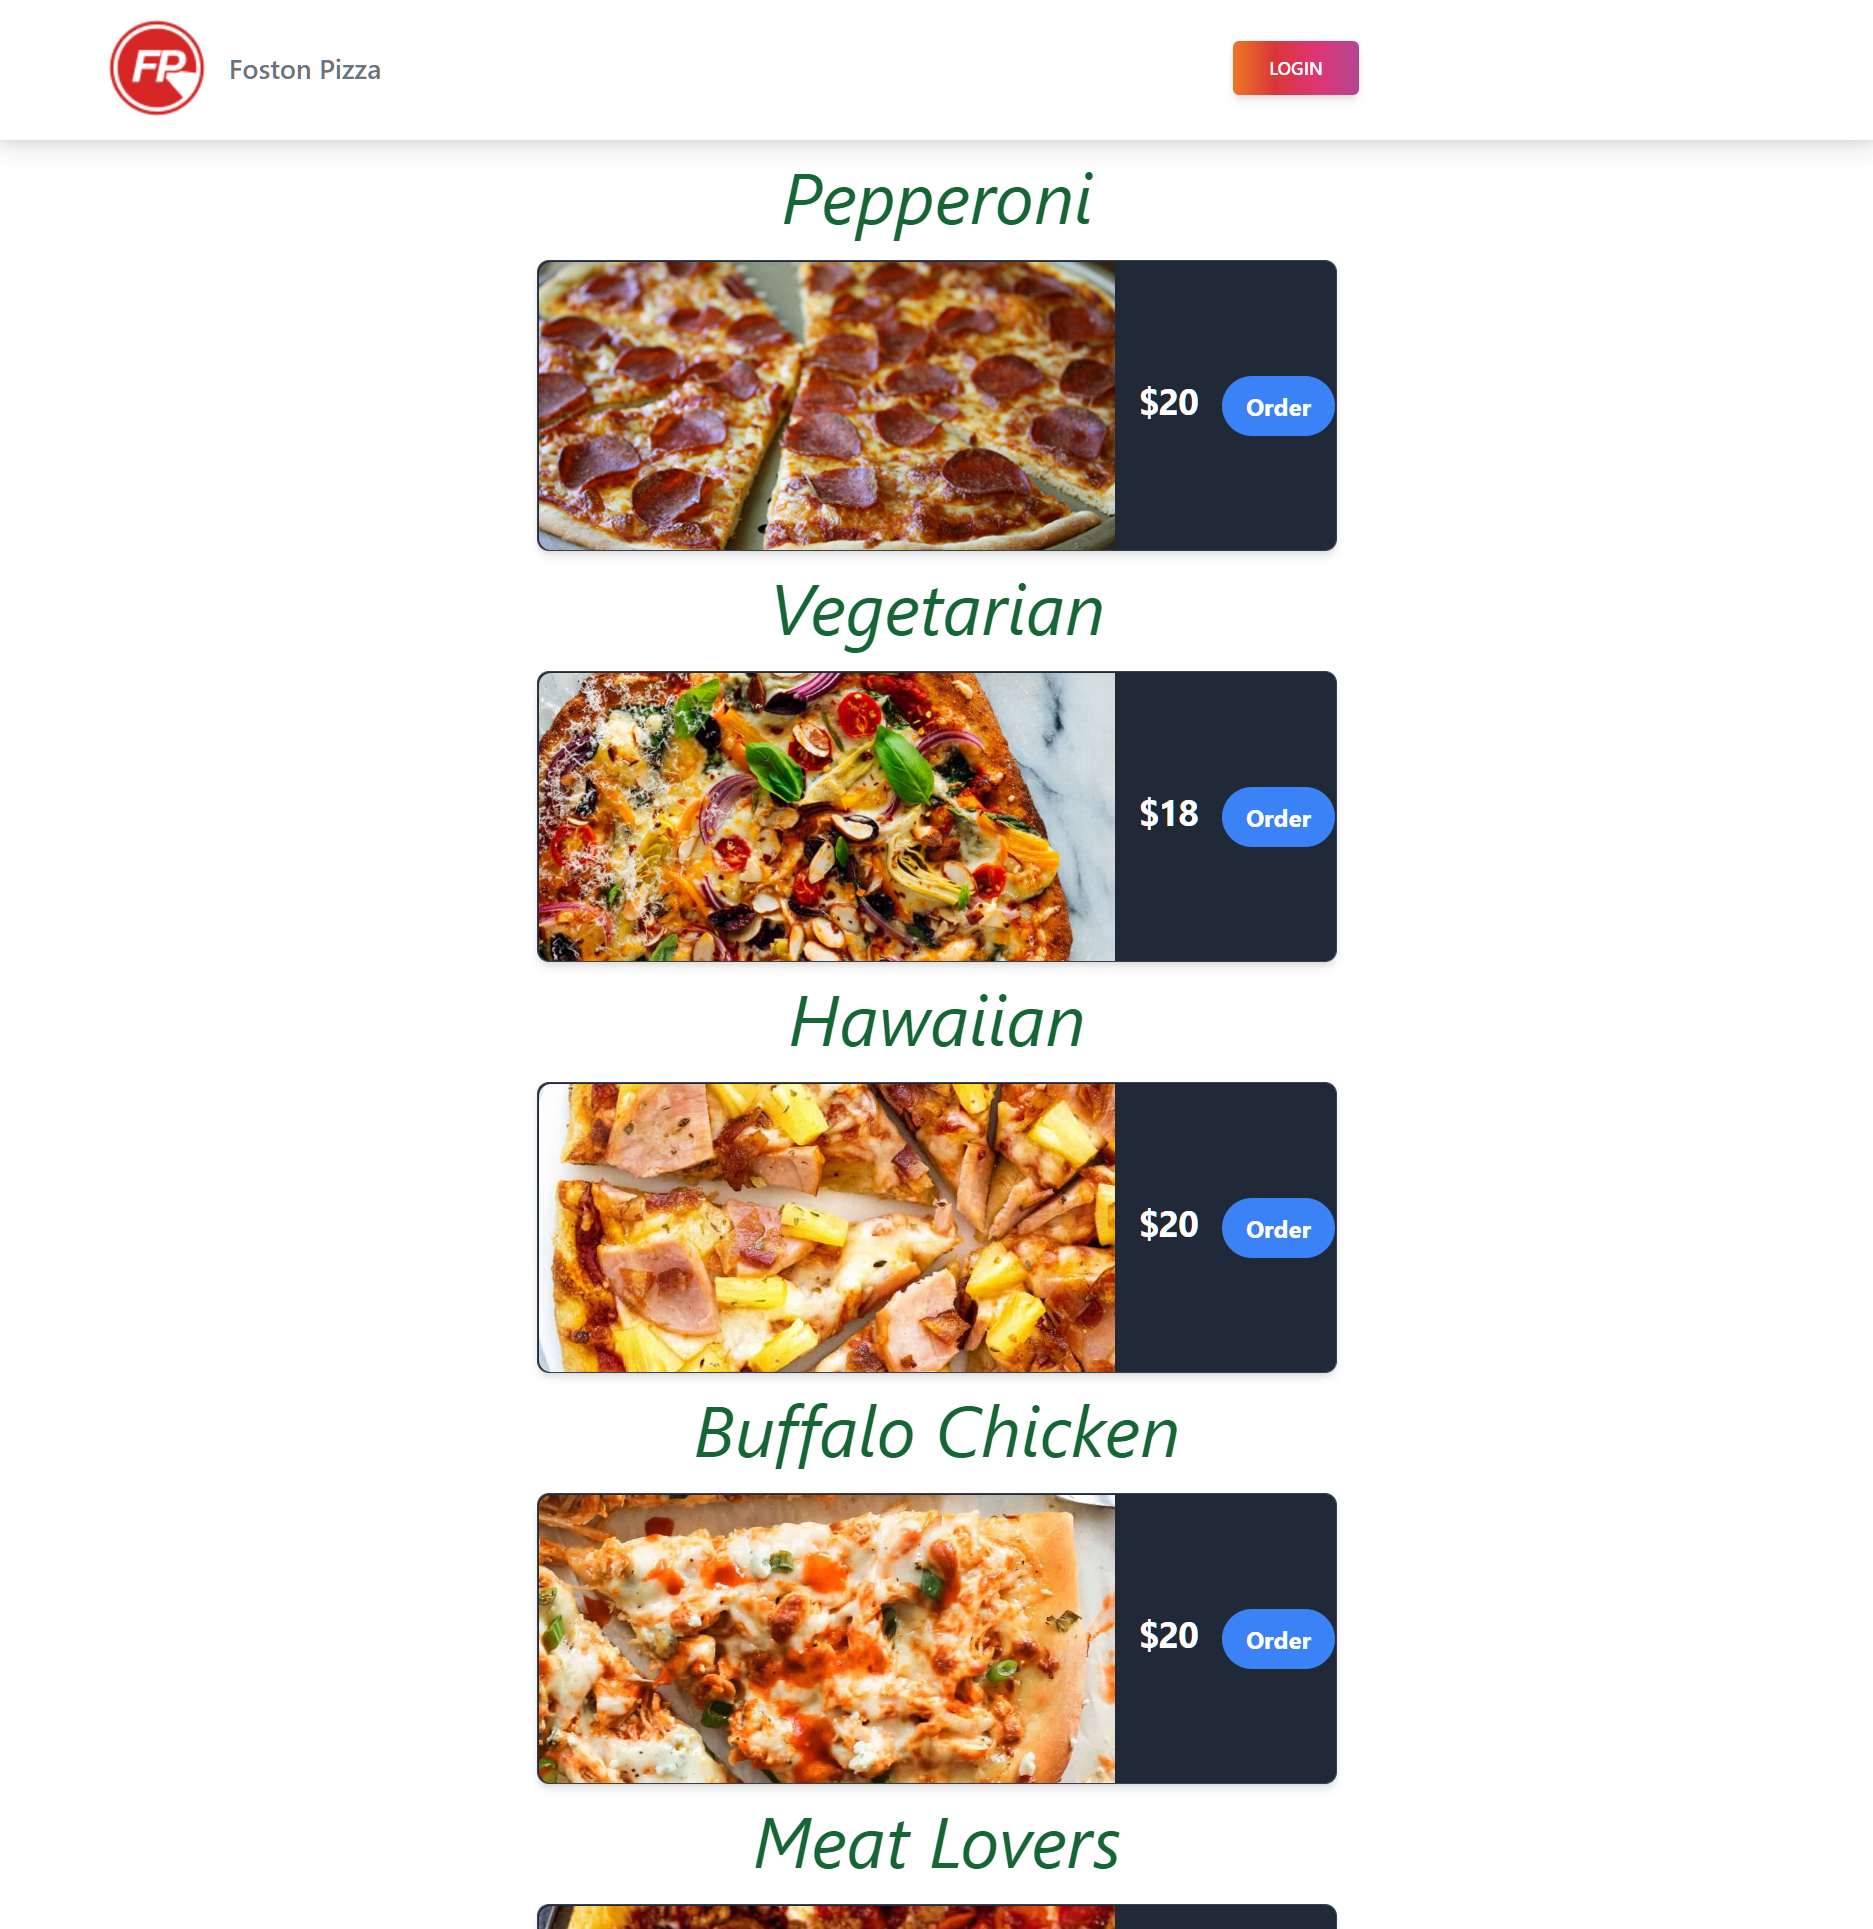 FP
Foston Pizza
LOGIN
Pepperoni
$20
Order
Vegetarian
$18
Order
Hawaiian
$20
Order
Buffalo Chicken
$20
Order
Meat Lovers